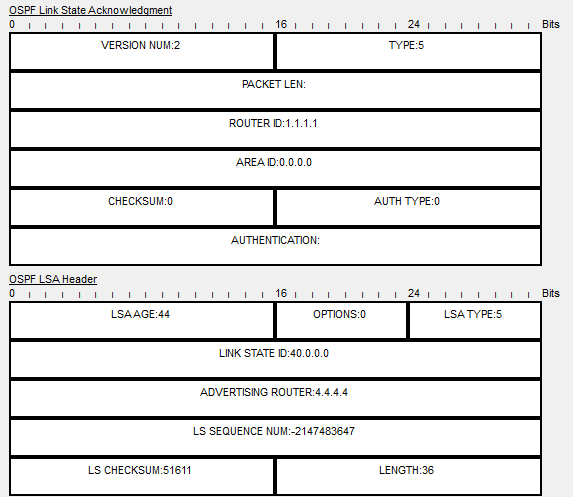 OSPF Link State Acknowledgment
0 16 24 Bits
VERSION NUM:2 TYPE:5
PACKET LEN:
ROUTER ID:1.1.1.1
AREA ID:0.0.0.0
CHECKSUM:0 AUTH TYPE:0
AUTHENTICATION:
OSPF LSA Header
0 16 24 Bits
LSA AGE:44 OPTIONS:0 LSA TYPE:5
LINK STATE ID:40.0.0.0
ADVERTISING ROUTER:4.4.4.4
LS SEQUENCE NUM:-2147483647
LS CHECKSUM:51611 LENGTH:36